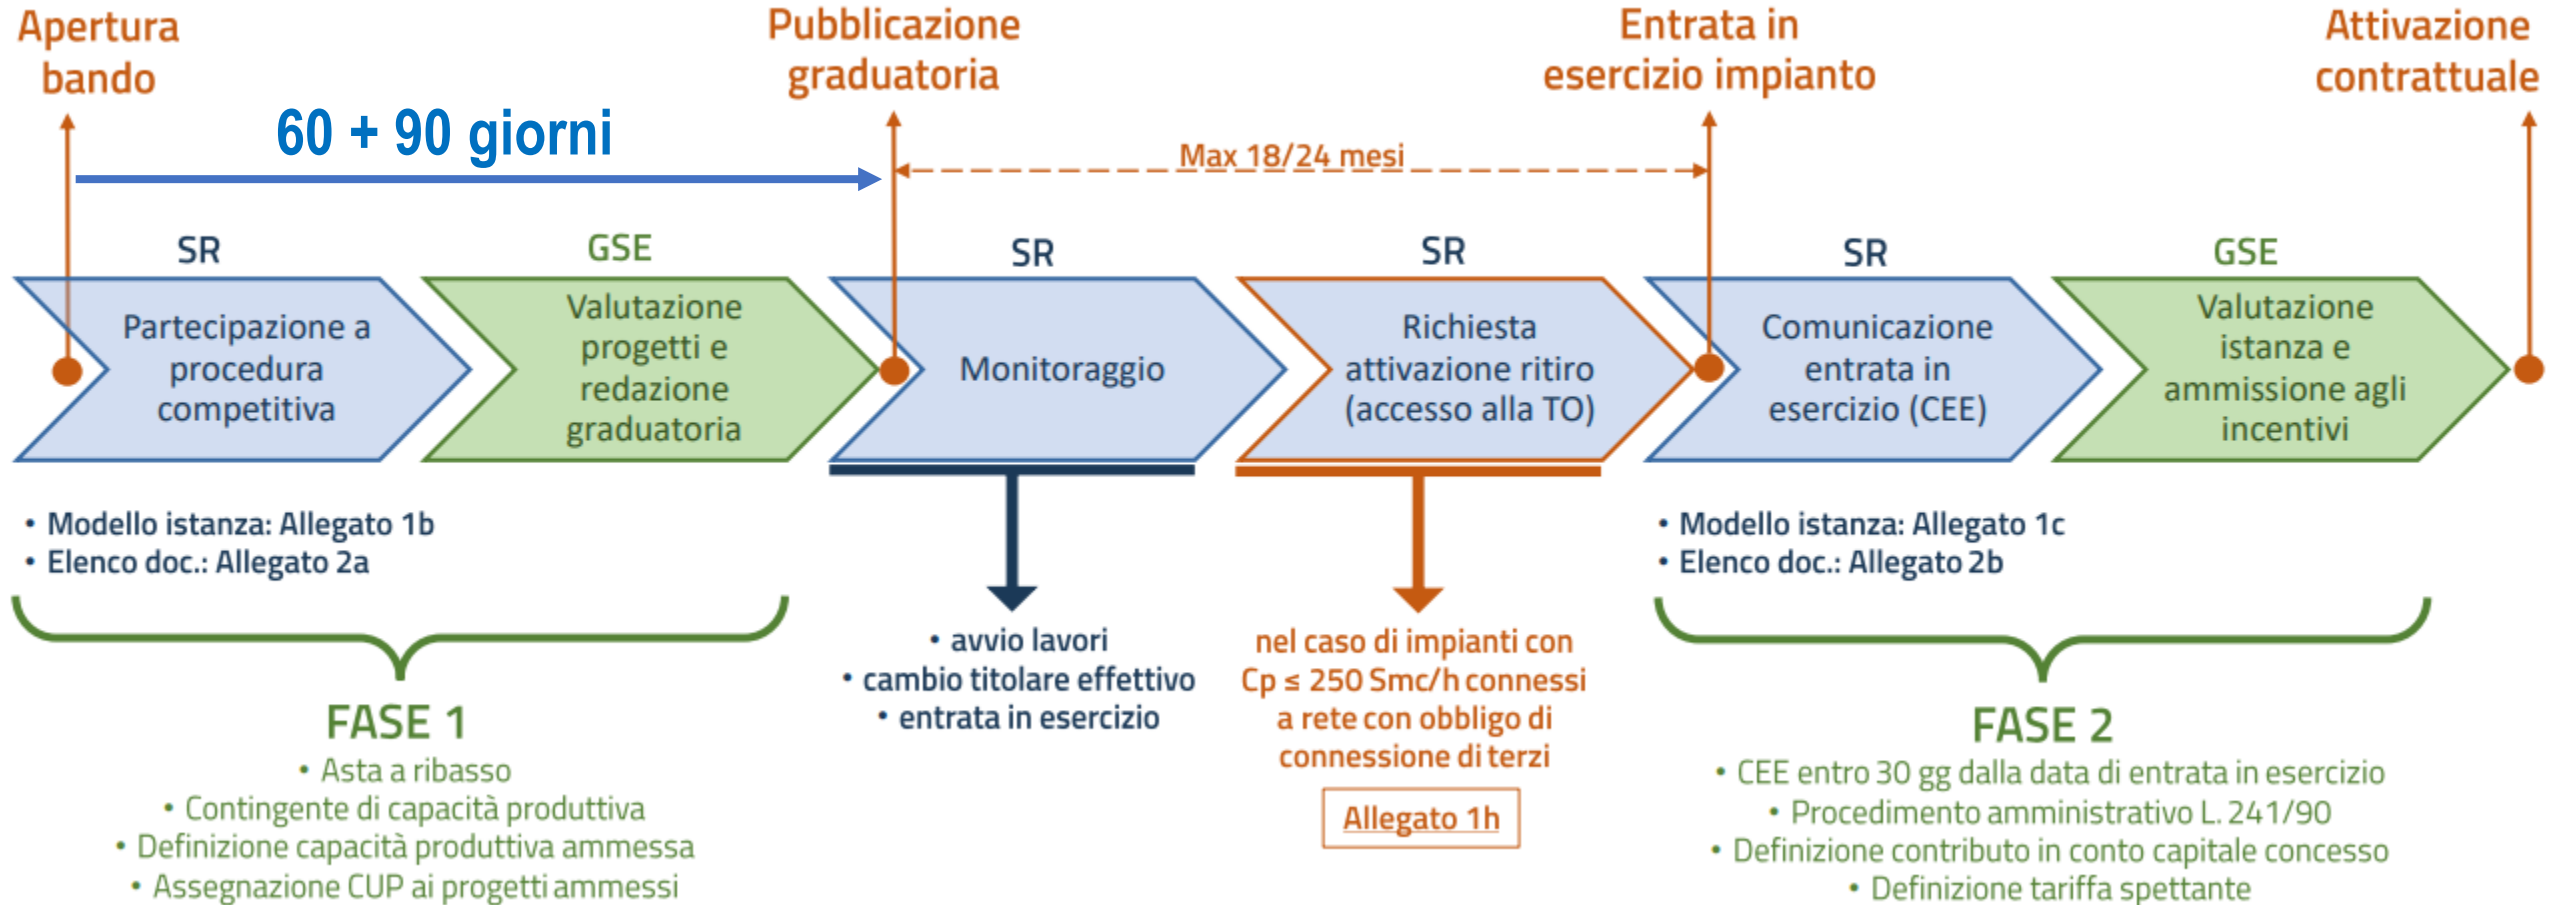 Apertura
bando
Pubblicazione
graduatoria
Entrata in
esercizio impianto
Attivazione
contrattuale
60 + 90 giorni
Max 18/24 mesi
SR
GSE
SR
SR
SR
GSE
Partecipazione a
procedura
competitiva
Valutazione
progetti e
redazione
graduatoria
Monitoraggio
Richiesta
attivazione ritiro
(accesso alla TO)
Comunicazione
entrata in
esercizio (CEE)
Valutazione
istanza e
ammissione agli
incentivi
• Modello istanza: Allegato 1b
• Elenco doc.: Allegato 2a
• Modello istanza: Allegato 1c
• Elenco doc.: Allegato 2b
• avvio lavori
• cambio titolare effettivo
• entrata in esercizio
nel caso di impianti con
Cp ≤ 250 Smc/h connessi
a rete con obbligo di
connessione di terzi
Allegato 1h
FASE 1
• Asta a ribasso
• Contingente di capacità produttiva
• Definizione capacità produttiva ammessa
• Assegnazione CUP ai progetti ammessi
FASE 2
• CEE entro 30 gg dalla data di entrata in esercizio
• Procedimento amministrativo L. 241/90
• Definizione contributo in conto capitale concesso
• Definizione tariffa spettante